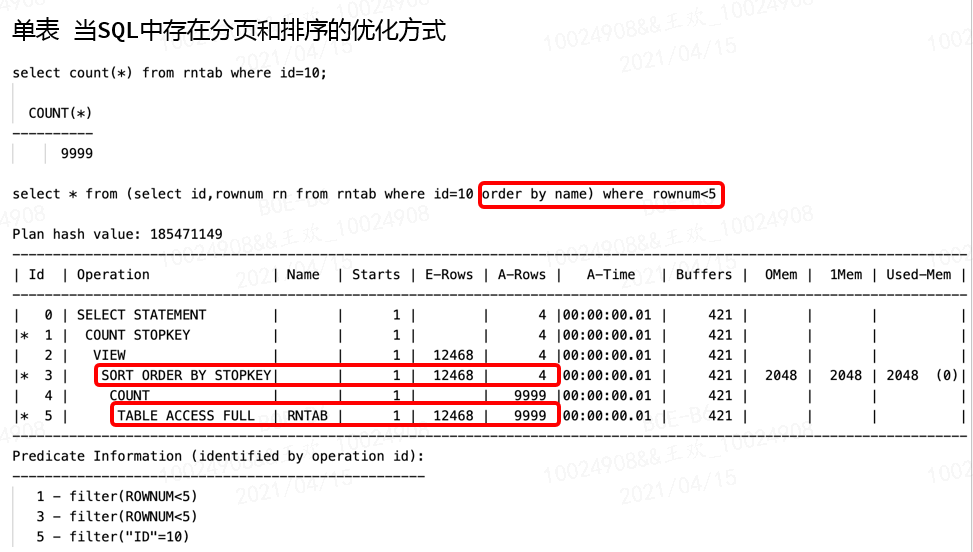 单表 当SQL中存在分页和排序的优化方式
select count(*) from rntab where id=10;
COUNT(*)
----------
9999
select * from (select id,rownum rn from rntab where id=10 order by name) where rownum<5
Plan hash value: 185471149
| Id | Operation | Name | Starts | E-Rows | A-Rows | A-Time | Buffers | OMem | 1Mem | Used-Mem |
| 0 | SELECT STATEMENT | | 1 | | 4 |00:00:00.01 | 421 | | | |
|* 1 | COUNT STOPKEY | | 1 | | 4 |00:00:00.01 | 421 | | | |
| 2 | VIEW | | 1 | 12468 | 4 |00:00:00.01 | 421 | | | |
|* 3 | SORT ORDER BY STOPKEY| | 1 | 12468 | 4 |00:00:00.01 | 421 | 2048 | 2048 | 2048 (0)|
| 4 | COUNT | | 1 | | 9999 |00:00:00.01 | 421 | | | |
|* 5 | TABLE ACCESS FULL | RNTAB | 1 | 12468 | 9999 |00:00:00.01 | 421 | | | |
Predicate Information (identified by operation id):
---------------------------------------------------
1 - filter(ROWNUM<5)
3 - filter(ROWNUM<5)
5 - filter("ID"=10)
10024908&&王欢_10024908
2021/04/15